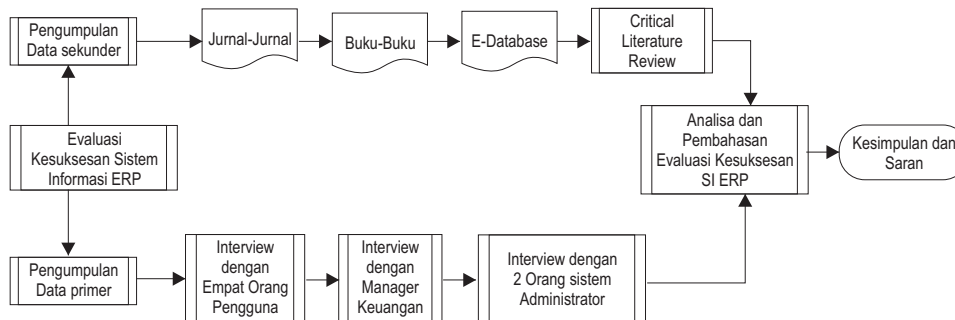 Pengumpulan
Data sekunder
Jurnal-Jurnal
Buku-Buku
E-Database
Critical
Literature
Review
Evaluasi
Kesuksesan Sistem
Informasi ERP
Analisa dan
Pembahasan
Evaluasi Kesuksesan
SI ERP
Kesimpulan dan
Saran
Pengumpulan
Data primer
Interview
dengan
Empat Orang
Pengguna
Interview
dengan
Manager
Keuangan
Interview dengan
2 Orang sistem
Administrator